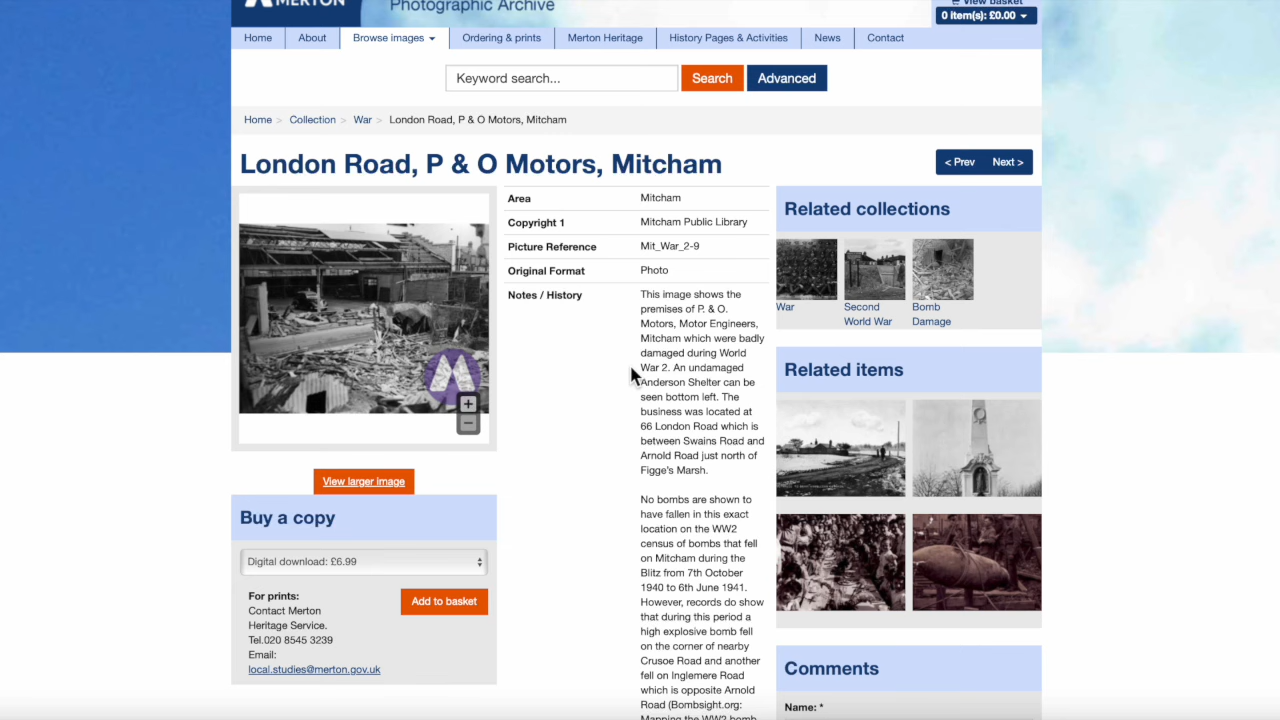 MERTON
Photographic Archive
View basket
0 item(s): £0.00
Home
About
Browse images
Ordering & prints
Merton Heritage
History Pages & Activities
News
Contact
Keyword search...
Search
Advanced
Home > Collection > War > London Road, P & O Motors, Mitcham
London Road, P & O Motors, Mitcham
< Prev
Next >
Area
Mitcham
Copyright 1
Mitcham Public Library
Picture Reference
Mit_War_2-9
Original Format
Photo
Notes / History
This image shows the
premises of P. & O.
Motors, Motor Engineers,
Mitcham which were badly
damaged during World
War 2. An undamaged
Anderson Shelter can be
seen bottom left. The
business was located at
66 London Road which is
between Swains Road and
Arnold Road just north of
Figge's Marsh.
No bombs are shown to
have fallen in this exact
location on the WW2
census of bombs that fell
on Mitcham during the
Blitz from 7th October
1940 to 6th June 1941.
However, records do show
that during this period a
high explosive bomb fell
on the corner of nearby
Crusoe Road and another
fell on Inglemere Road
which is opposite Arnold
Road (Bombsight.org:
Mapping the WW2 bomb
View larger image
Buy a copy
Digital download: £6.99
For prints:
Contact Merton
Heritage Service.
Tel.020 8545 3239
Email:
local.studies@merton.gov.uk
Add to basket
Related collections
War
Second
World War
Bomb
Damage
Related items
Comments
Name: *